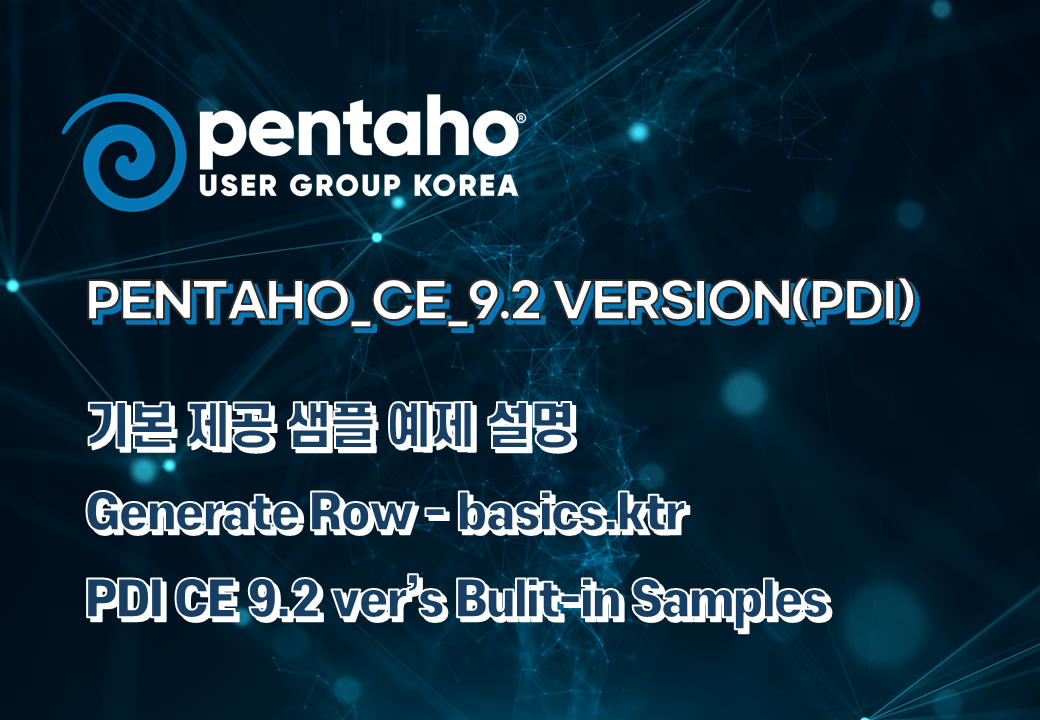 pentaho®
USER GROUP KOREA
PENTAHO_CE_9.2 VERSION(PDI)
기본 제공 샘플 예제 설명
Generate Row - basics.ktr
PDI CE 9.2 ver's Bulit-in Samples